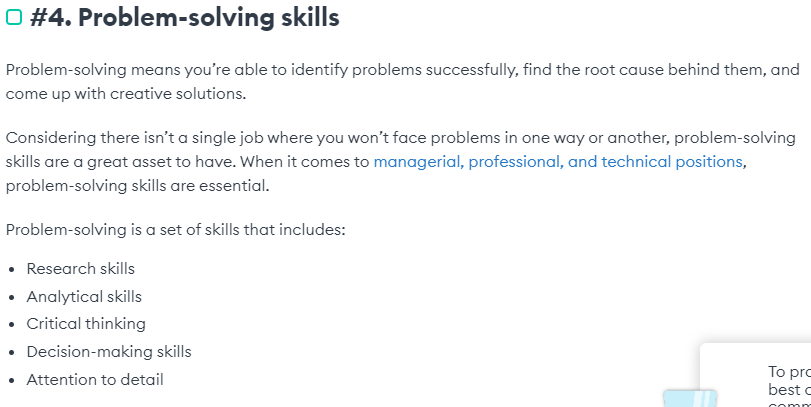 #4. Problem-solving skills
Problem-solving means you’re able to identify problems successfully, find the root cause behind them, and
come up with creative solutions.
Considering there isn’t a single job where you won’t face problems in one way or another, problem-solving
skills are a great asset to have. When it comes to managerial, professional, and technical positions,
problem-solving skills are essential.
Problem-solving is a set of skills that includes:
• Research skills
• Analytical skills
• Critical thinking
• Decision-making skills
• Attention to detail
To pro
best